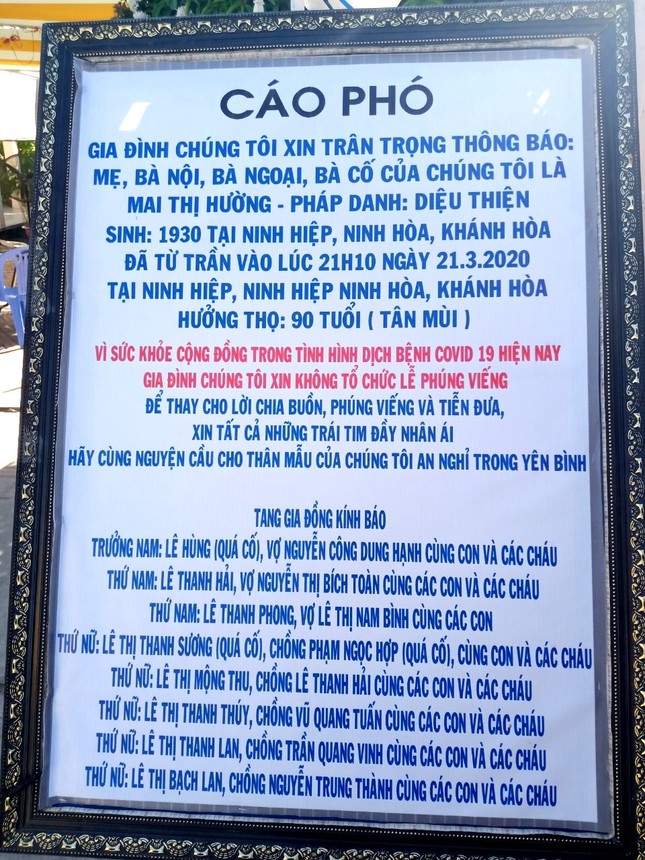 CÁO PHÓ
GIA ĐÌNH CHÚNG TÔI XIN TRÂN TRỌNG THÔNG BÁO:
MẸ, BÀ NỘI, BÀ NGOẠI, BÀ CỐ CỦA CHÚNG TÔI LÀ
MAI THỊ HƯỜNG - PHÁP DANH: DIỆU THIỆN
SINH: 1930 TẠI NINH HIỆP, NINH HÒA, KHÁNH HÒA
ĐÃ TỪ TRẦN VÀO LÚC 21H10 NGÀY 21.3.2020
TẠI NINH HIỆP, NINH HIỆP NINH HÒA, KHÁNH HÒA
HƯỞNG THỌ: 90 TUỔI ( TÂN MÙI )
VÌ SỨC KHỎE CỘNG ĐỒNG TRONG TÌNH HÌNH DỊCH BỆNH COVID 19 HIỆN NAY
GIA ĐÌNH CHÚNG TÔI XIN KHÔNG TỔ CHỨC LỄ PHÚNG VIẾNG
ĐỂ THAY CHO LỜI CHIA BUỒN, PHÚNG VIẾNG VÀ TIỄN ĐƯA,
XIN TẤT CẢ NHỮNG TRÁI TIM ĐẦY NHÂN ÁI
HÃY CÙNG NGUYỆN CẦU CHO THÂN MẪU CỦA CHÚNG TÔI AN NGHỈ TRONG YÊN BÌNH
TANG GIA ĐỒNG KÍNH BÁO
TRƯỞNG NAM: LÊ HÙNG (QUÁ CỐ), VỢ NGUYỄN CÔNG DUNG HẠNH CÙNG CON VÀ CÁC CHÁU
THỨ NAM: LÊ THANH HẢI, VỢ NGUYỄN THỊ BÍCH TOÀN CÙNG CÁC CON VÀ CÁC CHÁU
THỨ NAM: LÊ THANH PHONG, VỢ LÊ THỊ NAM BÌNH CÙNG CÁC CON
THỨ NỮ: LÊ THỊ THANH SƯƠNG (QUÁ CỐ), CHỒNG PHẠM NGỌC HỢP (QUÁ CỐ), CÙNG CON VÀ CÁC CHÁU
THỨ NỮ: LÊ THỊ MỘNG THU, CHỒNG LÊ THANH HẢI CÙNG CÁC CON VÀ CÁC CHÁU
THỨ NỮ: LÊ THỊ THANH THÚY, CHỒNG VŨ QUANG TUẤN CÙNG CÁC CON VÀ CÁC CHÁU
THỨ NỮ: LÊ THỊ THANH LAN, CHỒNG TRẦN QUANG VINH CÙNG CÁC CON VÀ CÁC CHÁU
THỨ NỮ: LÊ THỊ BẠCH LAN, CHỒNG NGUYỄN TRUNG THÀNH CÙNG CÁC CON VÀ CÁC CHÁU